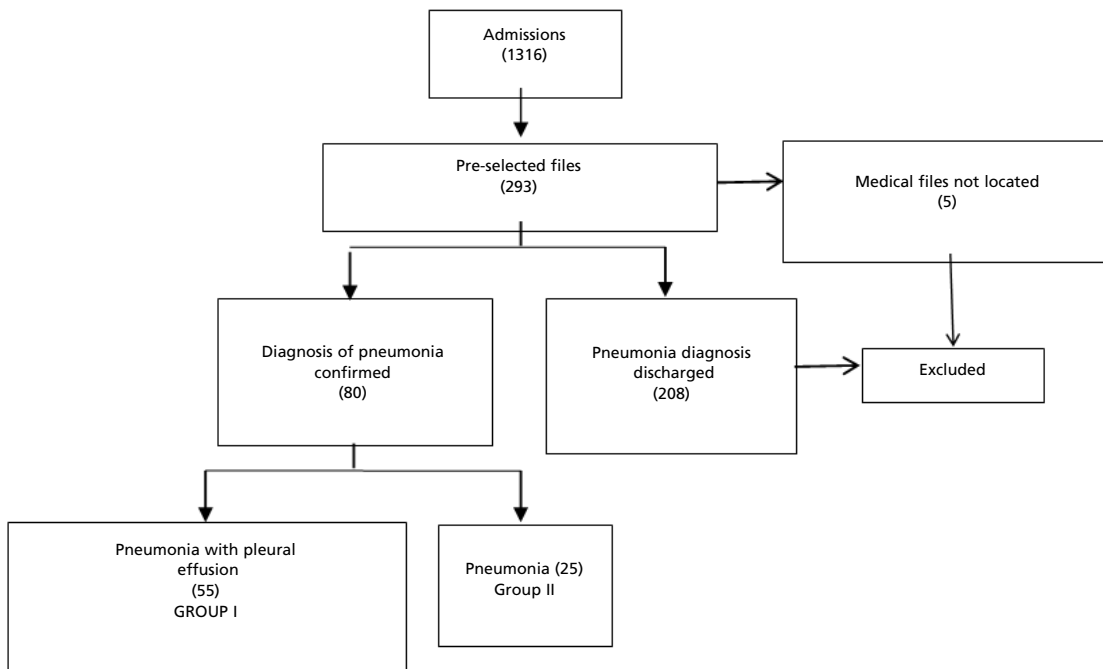 Admissions
(1316)
Pre-selected files
(293)
Medical files not located
(5)
Diagnosis of pneumonia
confirmed
(80)
Pneumonia diagnosis
discharged
(208)
Excluded
Pneumonia with pleural
effusion
(55)
GROUP I
Pneumonia (25)
Group II